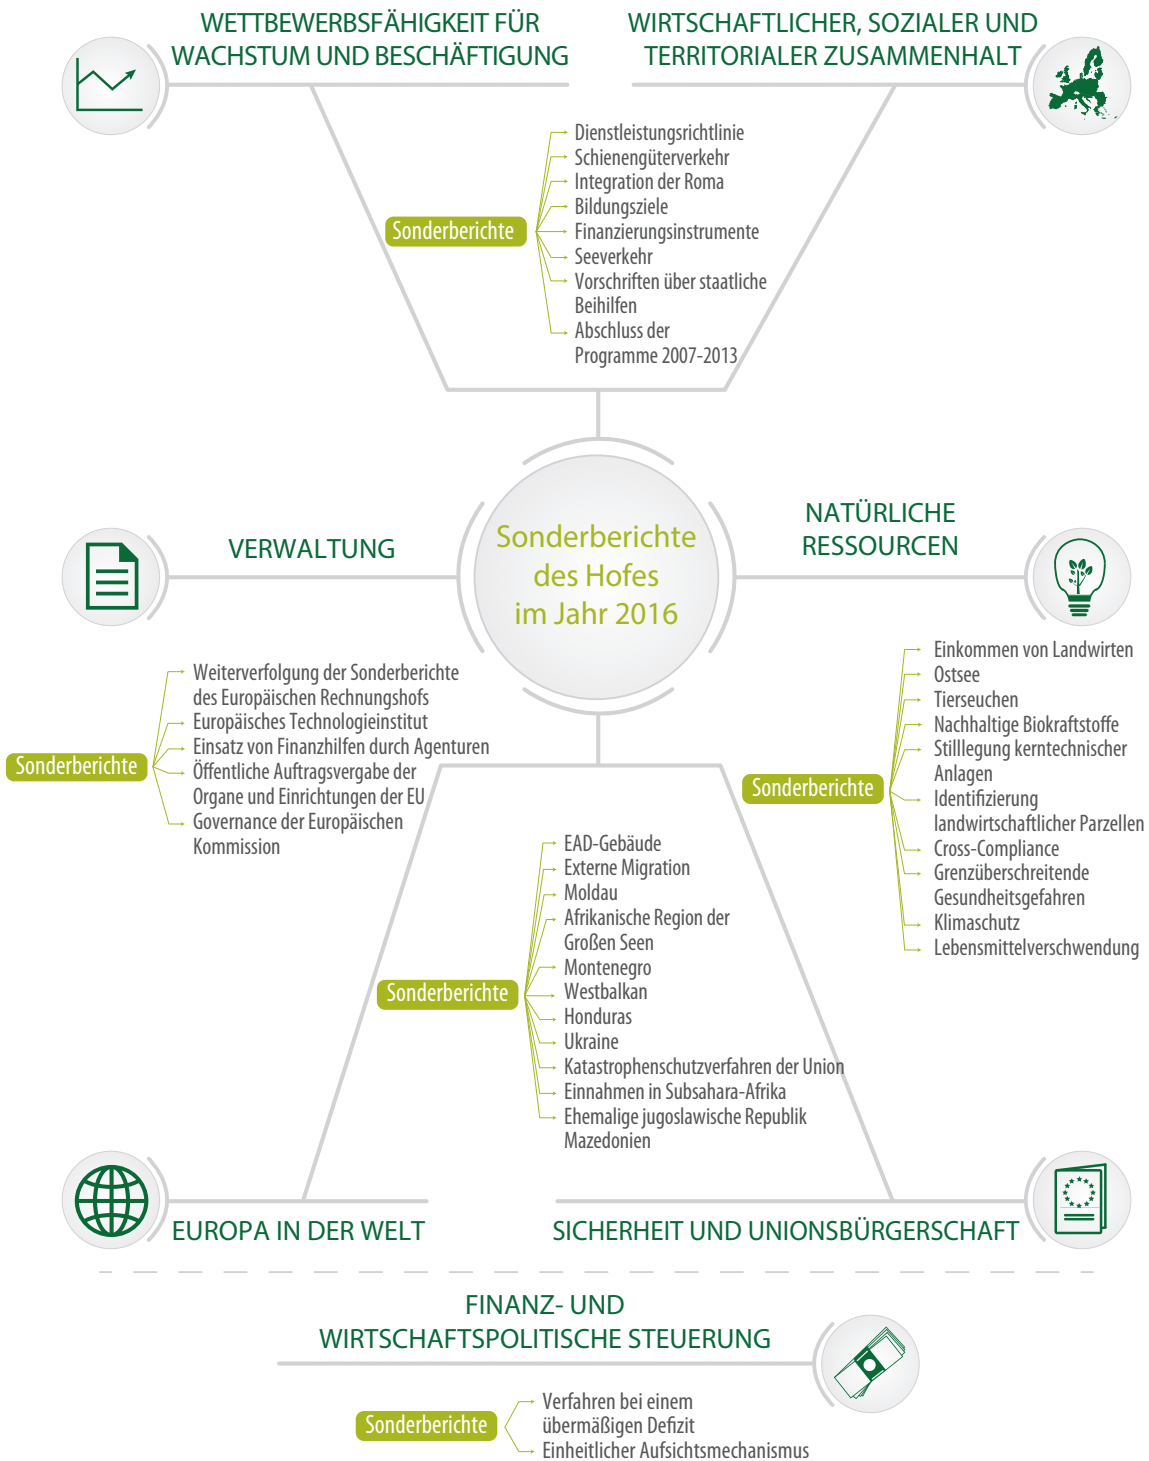 WETTBEWERBSFÄHIGKEIT FÜR
WACHSTUM UND BESCHÄFTIGUNG
WIRTSCHAFTLICHER, SOZIALER UND
TERRITORIALER ZUSAMMENHALT
Sonderberichte
Dienstleistungsrichtlinie
Schienengüterverkehr
Integration der Roma
Bildungsziele
Finanzierungsinstrumente
Seeverkehr
Vorschriften über staatliche
Beihilfen
Abschluss der
Programme 2007-2013
Sonderberichte
des Hofes
im Jahr 2016
VERWALTUNG
Sonderberichte
Weiterverfolgung der Sonderberichte
des Europäischen Rechnungshofs
Europäisches Technologieinstitut
Einsatz von Finanzhilfen durch Agenturen
Öffentliche Auftragsvergabe der
Organe und Einrichtungen der EU
Governance der Europäischen
Kommission
NATÜRLICHE
RESSOURCEN
Sonderberichte
Einkommen von Landwirten
Ostsee
Tierseuchen
Nachhaltige Biokraftstoffe
Stilllegung kerntechnischer
Anlagen
Identifizierung
landwirtschaftlicher Parzellen
Cross-Compliance
Grenzüberschreitende
Gesundheitsgefahren
Klimaschutz
Lebensmittelverschwendung
Sonderberichte
EAD-Gebäude
Externe Migration
Moldau
Afrikanische Region der
Großen Seen
Montenegro
Westbalkan
Honduras
Ukraine
Katastrophenschutzverfahren der Union
Einnahmen in Subsahara-Afrika
Ehemalige jugoslawische Republik
Mazedonien
EUROPA IN DER WELT
SICHERHEIT UND UNIONSBÜRGERSCHAFT
FINANZ- UND
WIRTSCHAFTSPOLITISCHE STEUERUNG
Sonderberichte
Verfahren bei einem
übermäßigen Defizit
Einheitlicher Aufsichtsmechanismus